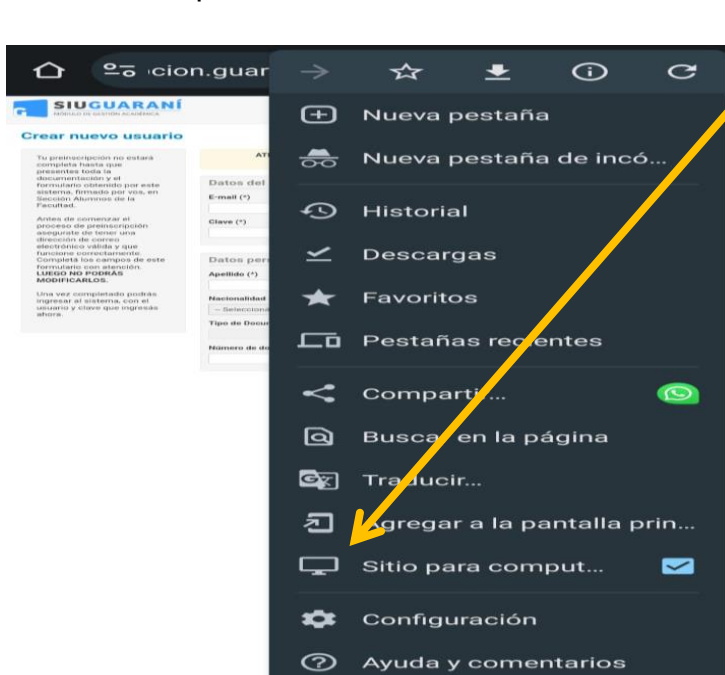 cion.guar
SIUGUARANÍ
MÓDULO DE GESTIÓN ACADÉMICA
Crear nuevo usuario
Tu preinscripción no estará
completa hasta que
presentes toda la
documentación y el
formulario obtenido por este
sistema, firmado por vos, en
Sección Alumnos de la
Facultad.
Antes de comenzar el
proceso de preinscripción
asegurate de tener una
dirección de correo
electrónico válida y que
funcione correctamente.
Completá los campos de este
formulario con atención.
LUEGO NO PODRÁS
MODIFICARLOS.
Una vez completado podrás
ingresar al sistema, con el
usuario y clave que ingresás
ahora.
ATE
Datos del
E-mail (*)
Clave (*)
Datos pers
Apellido (*)
Nacionalidad
-- Selecciona
Tipo de Docum
Número de do
Nueva pestaña
Nueva pestaña de incó...
Historial
Descargas
Favoritos
Pestañas recientes
Compartir...
Buscar en la página
Traducir...
Agregar a la pantalla prin...
Sitio para comput...
Configuración
Ayuda y comentarios